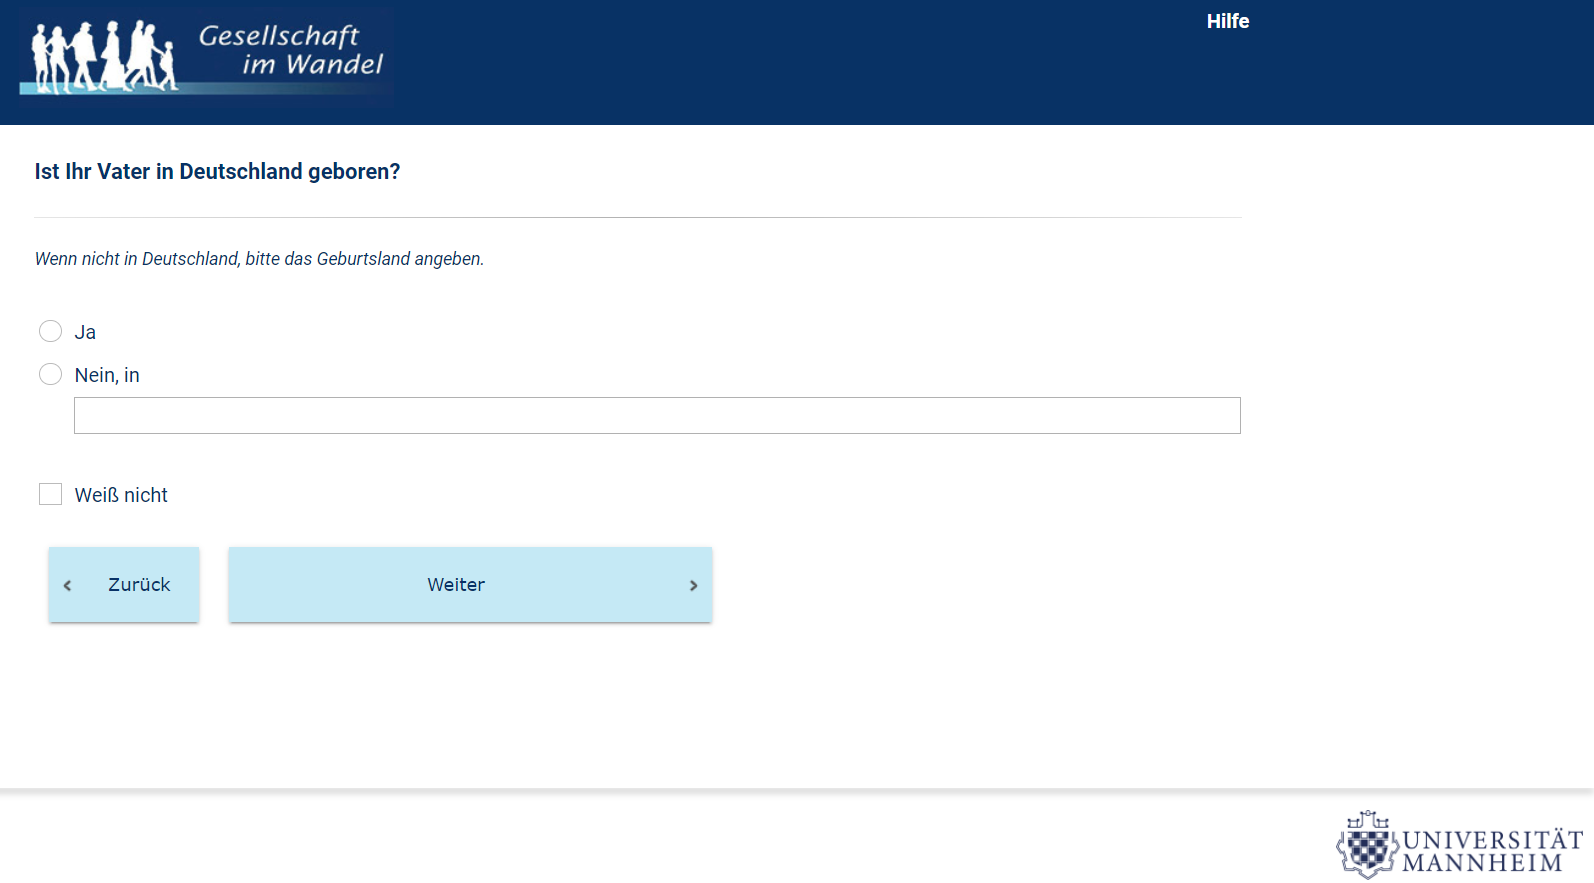 Gesellschaft
im Wandel
Hilfe
Ist Ihr Vater in Deutschland geboren?
Wenn nicht in Deutschland, bitte das Geburtsland angeben.
Ja
Nein, in
Weiß nicht
Zurück
Weiter
UNIVERSITÄT
MANNHEIM